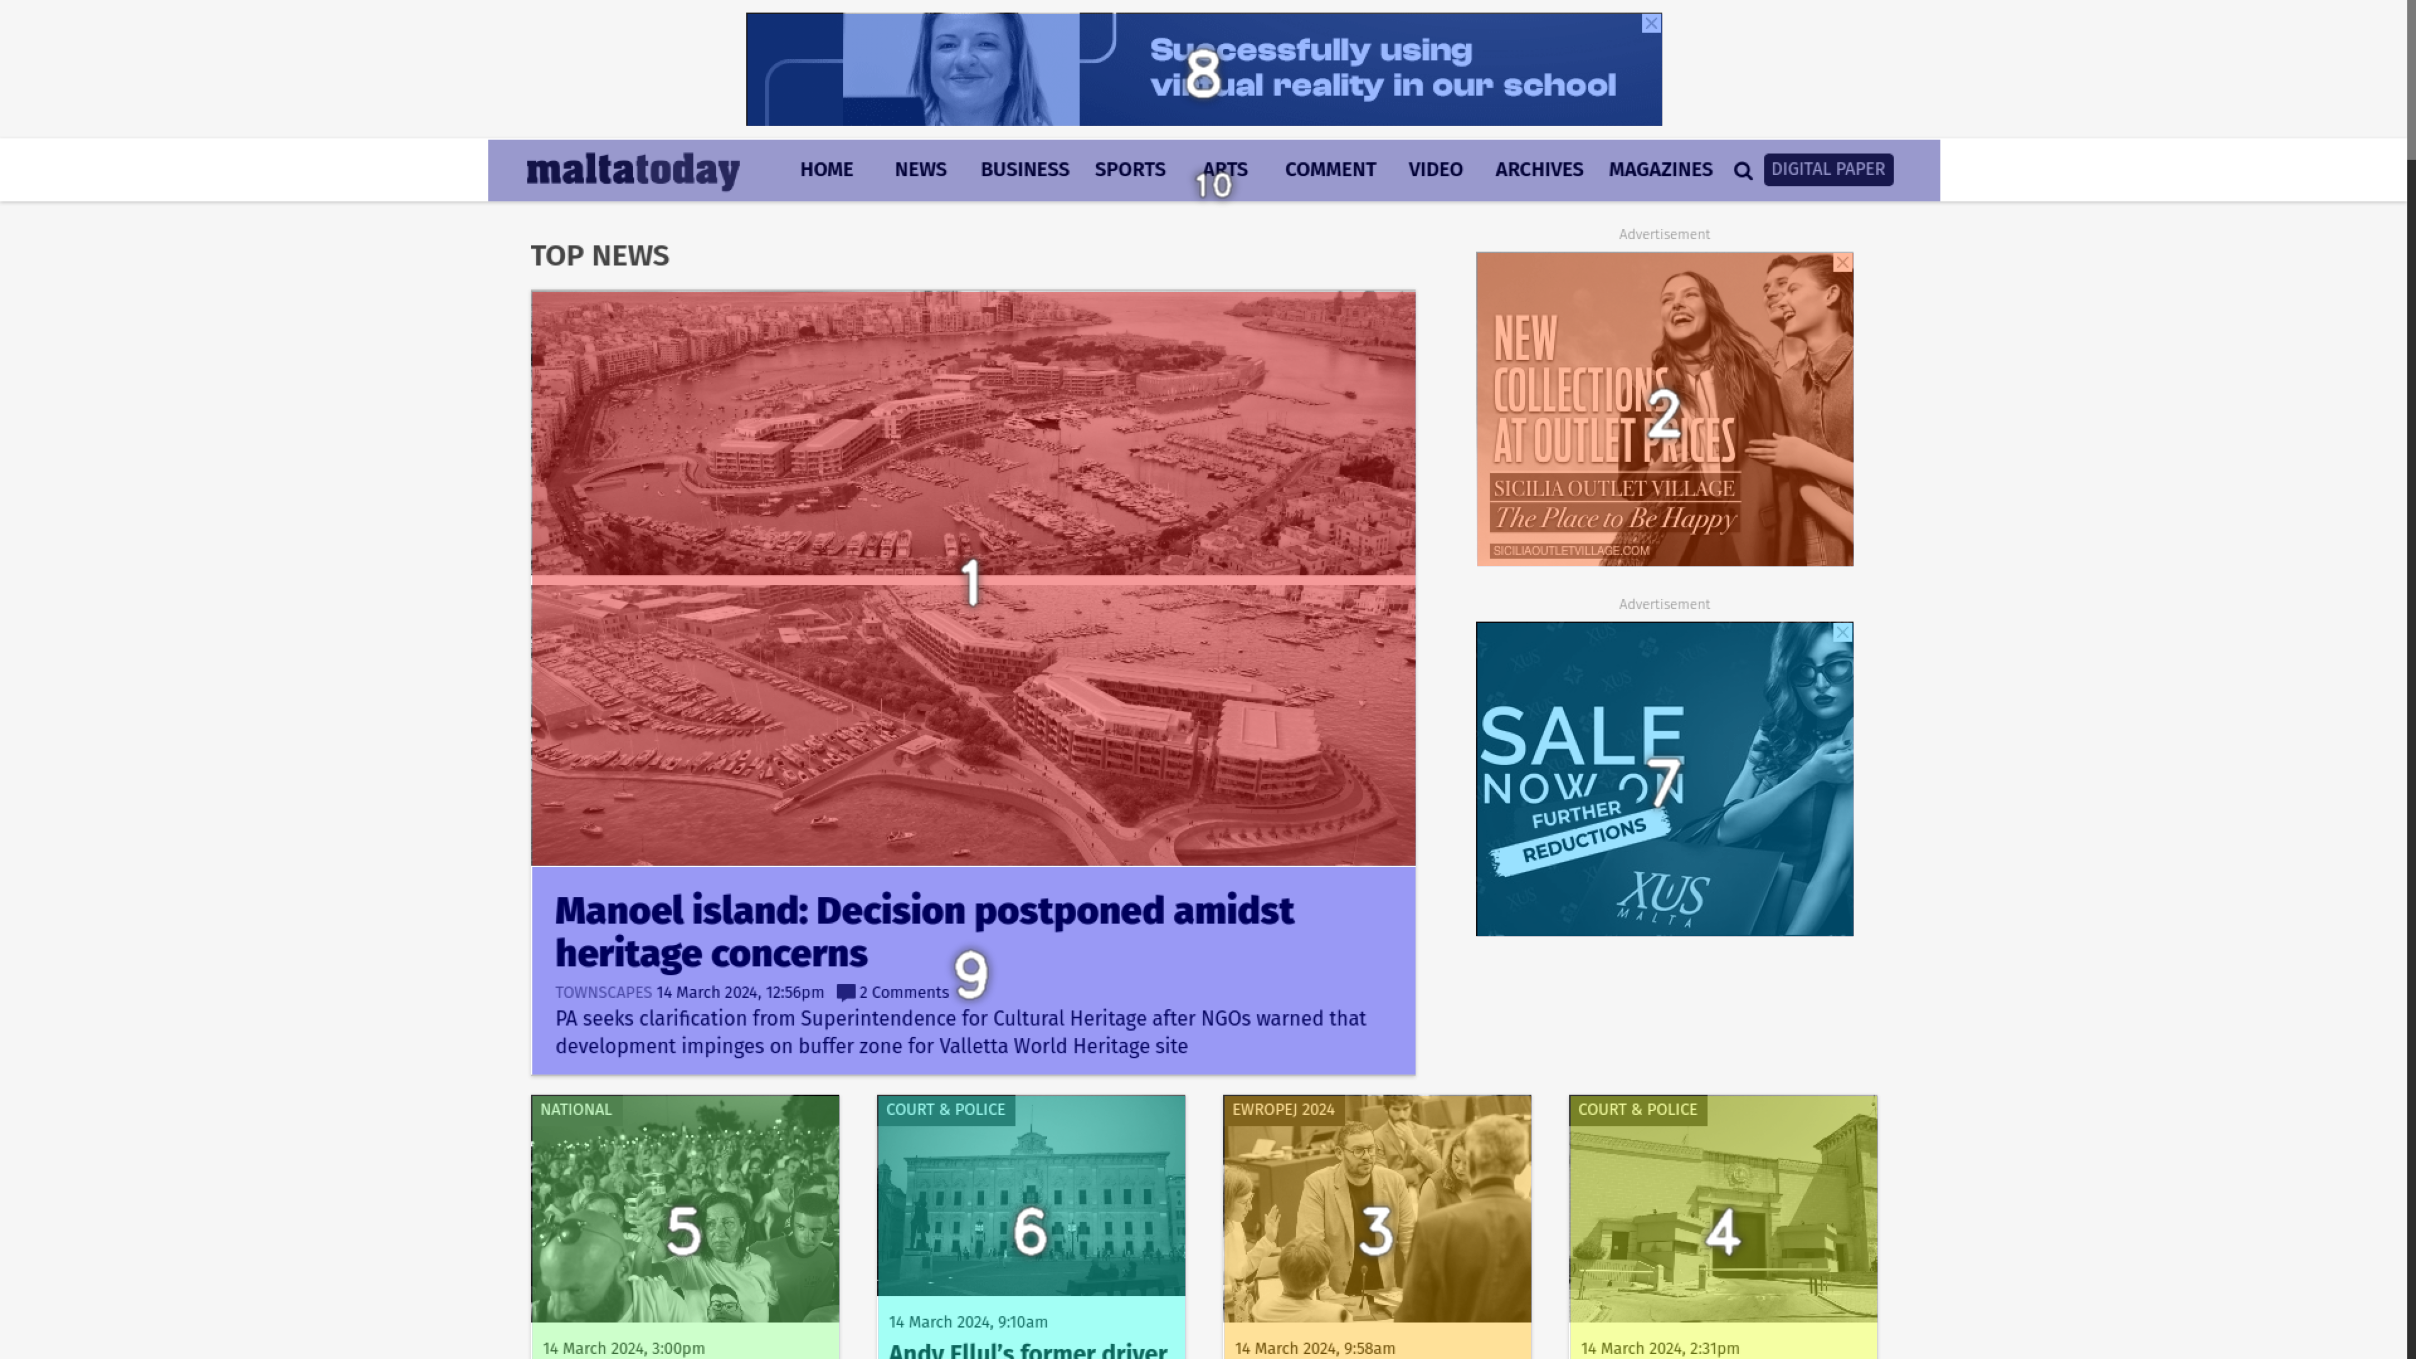 Successfully using
virtual reality in our school
8
maltatoday HOME NEWS BUSINESS SPORTS ARTS COMMENT VIDEO ARCHIVES MAGAZINES DIGITAL PAPER
10
TOP NEWS
1
Manoel island: Decision postponed amidst
heritage concerns
9
TOWNSCAPES 14 March 2024, 12:56pm 2 Comments
PA seeks clarification from Superintendence for Cultural Heritage after NGOs warned that
development impinges on buffer zone for Valletta World Heritage site
Advertisement
NEW
COLLECTIONS
AT OUTLET PRICES
2
SICILIA OUTLET VILLAGE
The Place to Be Happy
SICILIAOUTLETVILLAGE.COM
Advertisement
SALE
NOW ON
7
FURTHER
REDUCTIONS
XUS
MALTA
NATIONAL
5
14 March 2024, 3:00pm
COURT & POLICE
6
14 March 2024, 9:10am
Andy Ellul's former driver
EWROPEJ 2024
3
14 March 2024, 9:58am
COURT & POLICE
4
14 March 2024, 2:31pm